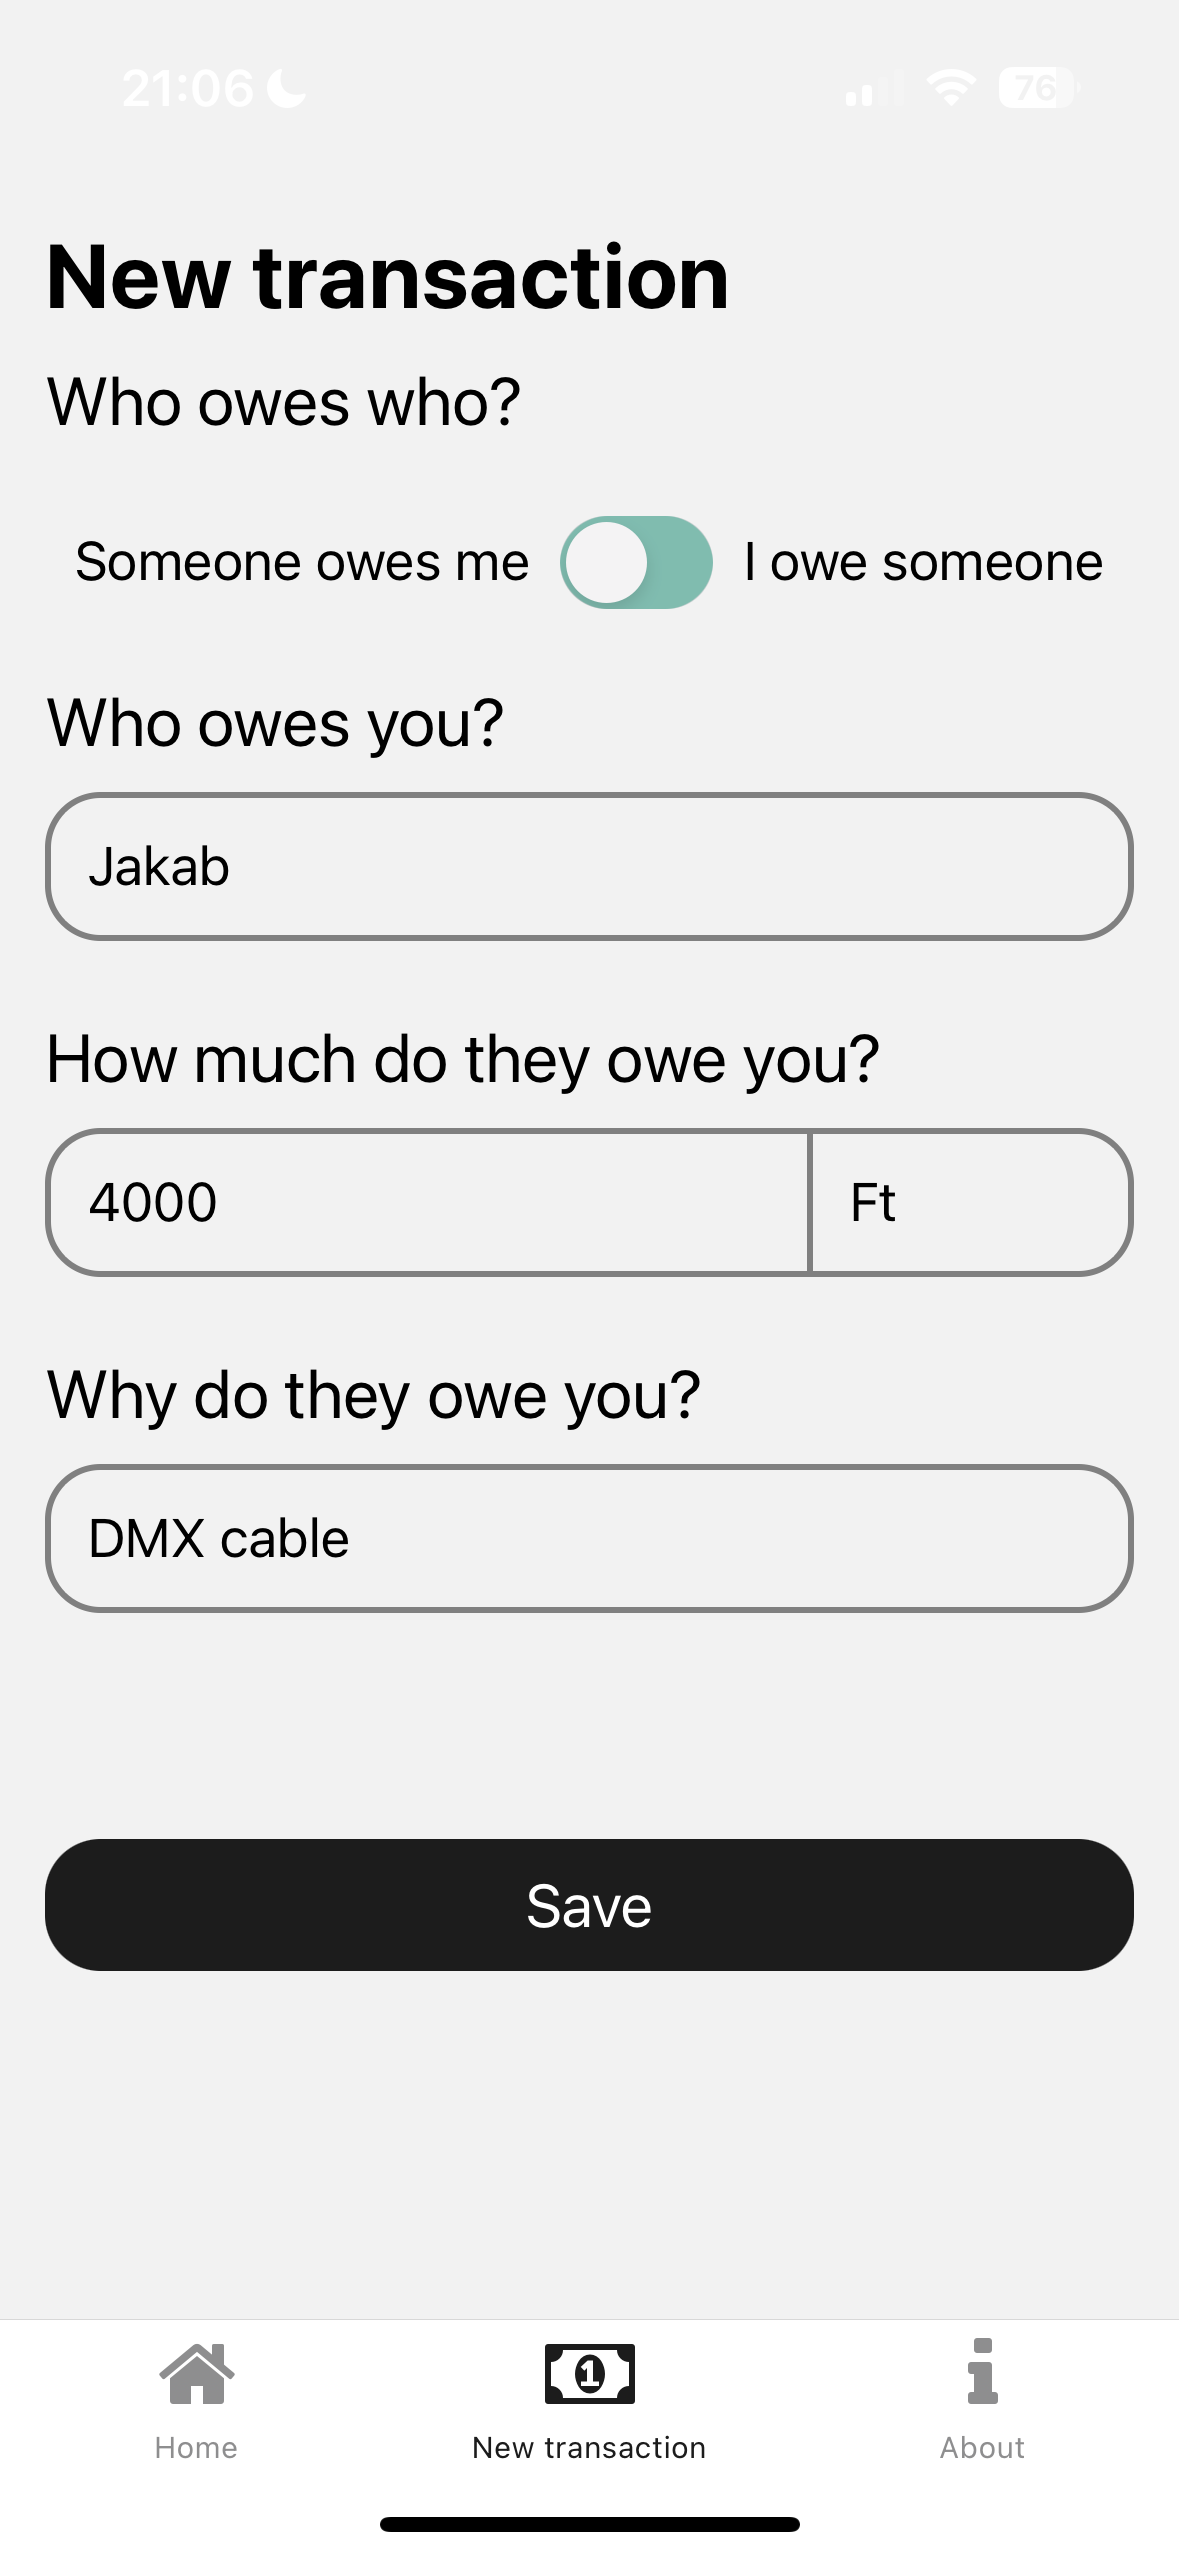 21:06
76
New transaction
Who owes who?
Someone owes me I owe someone
Who owes you?
Jakab
How much do they owe you?
4000 Ft
Why do they owe you?
DMX cable
Save
1
Home New transaction About